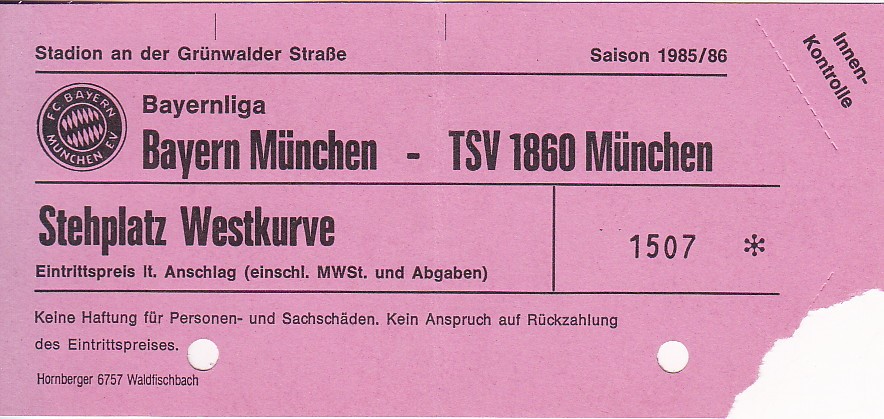 Stadion an der Grünwalder Straße
Saison 1985/86
Innen-
Kontrolle
FC BAYERN
MÜNCHEN EV
Bayernliga
Bayern München - TSV 1860 München
Stehplatz Westkurve
1507 *
Eintrittspreis lt. Anschlag (einschl. MWSt. und Abgaben)
Keine Haftung für Personen- und Sachschäden. Kein Anspruch auf Rückzahlung
des Eintrittspreises.
Hornberger 6757 Waldfischbach